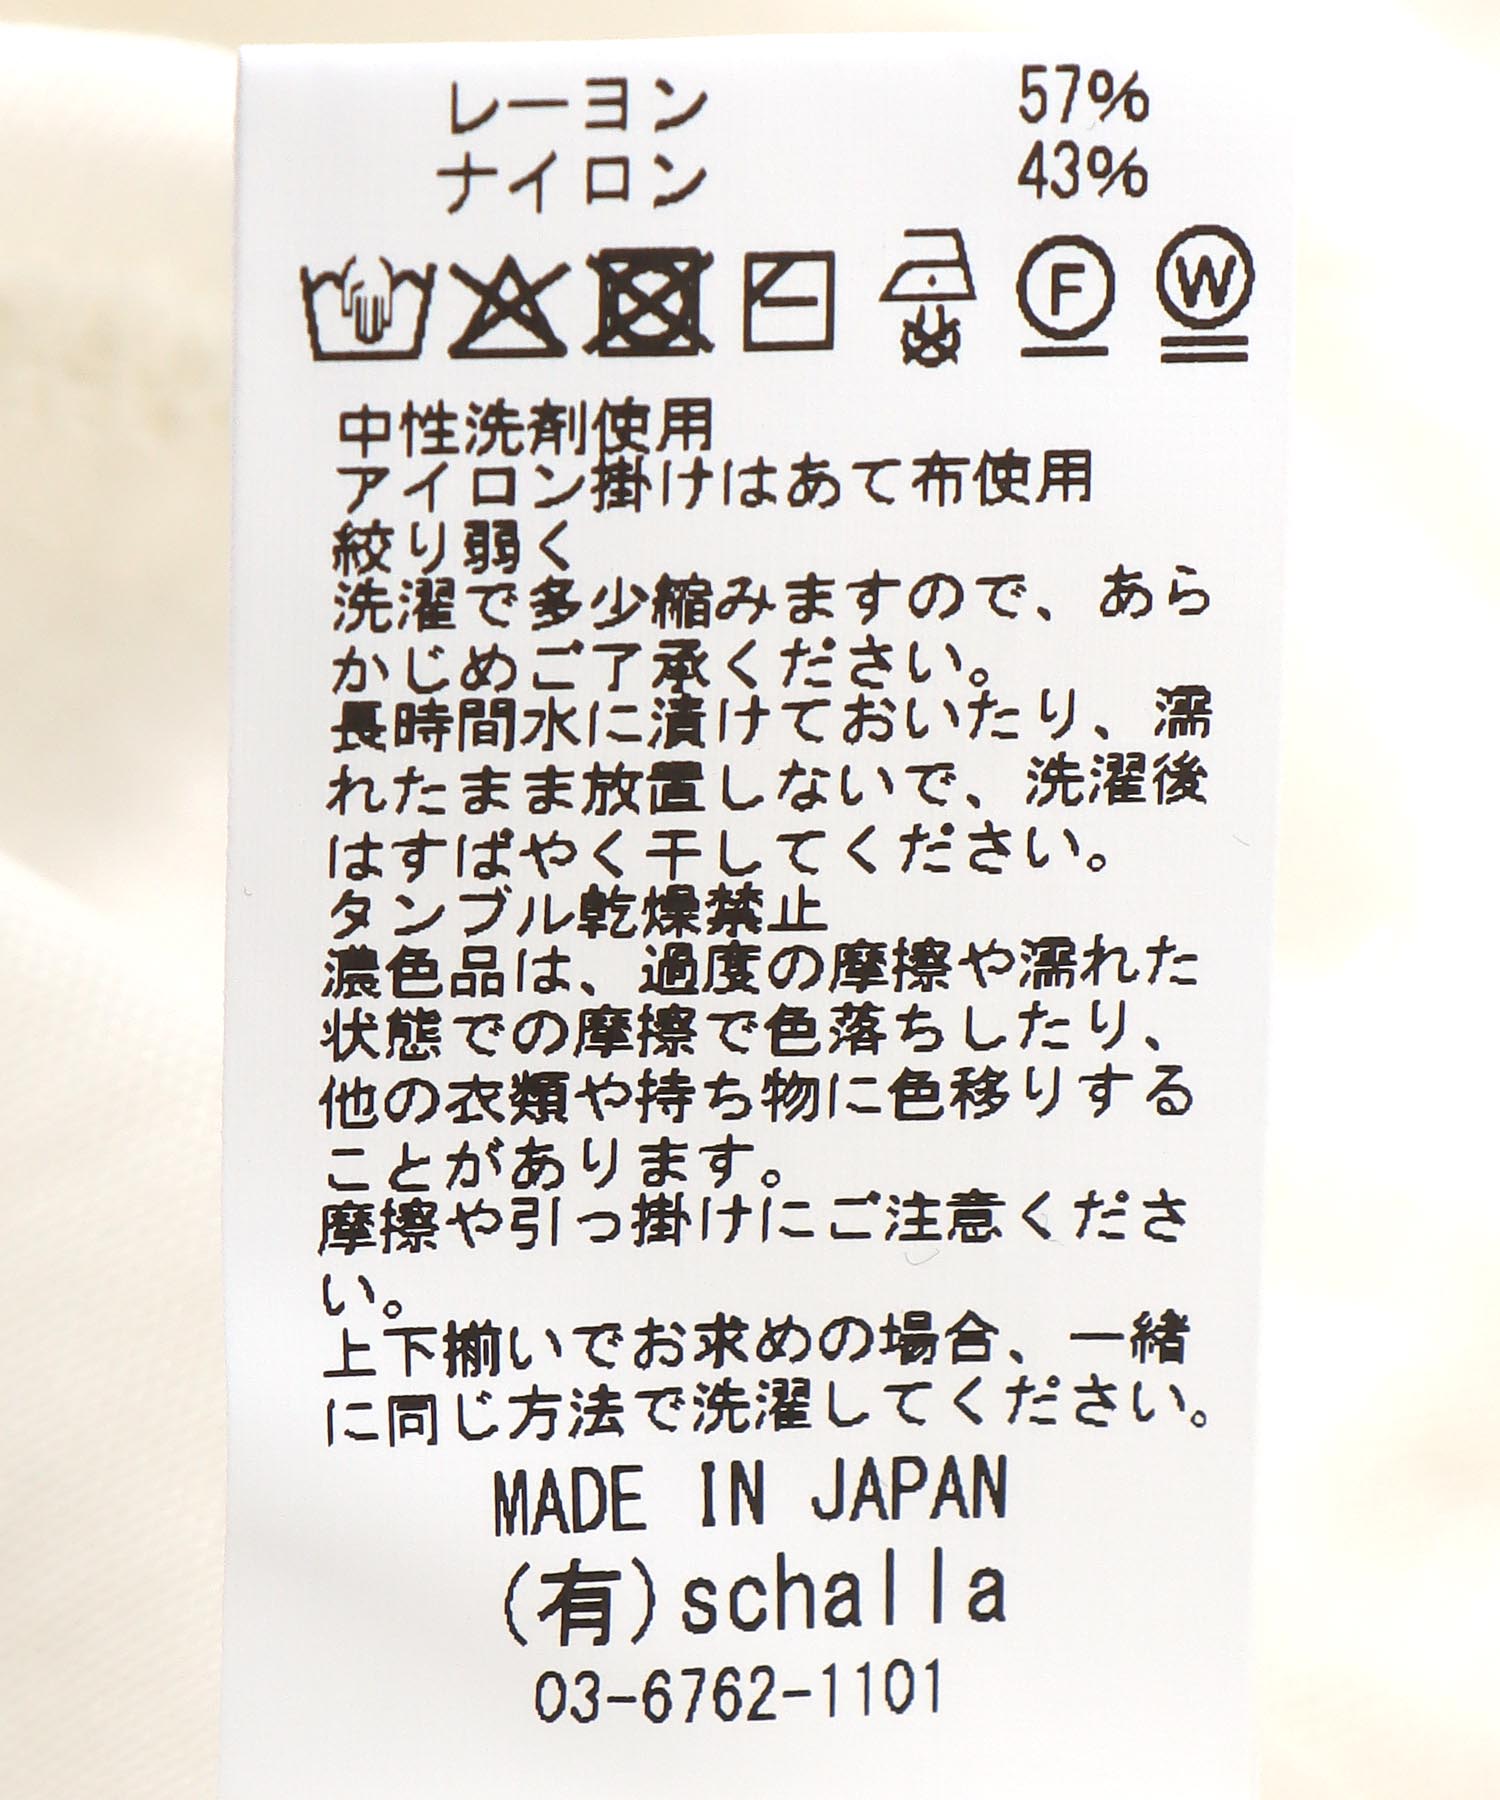 レーヨン 57%
ナイロン 43%
F W
中性洗剤使用
アイロン掛けはあて布使用
絞り弱く
洗濯で多少縮みますので、あら
かじめご了承ください。
長時間水に漬けておいたり、濡
れたまま放置しないで、洗濯後
はすばやく干してください。
タンブル乾燥禁止
濃色品は、過度の摩擦や濡れた
状態での摩擦で色落ちしたり、
他の衣類や持ち物に色移りする
ことがあります。
摩擦や引っ掛けにご注意くださ
い。
上下揃いでお求めの場合、一緒
に同じ方法で洗濯してください。
MADE IN JAPAN
(有)schalla
03-6762-1101